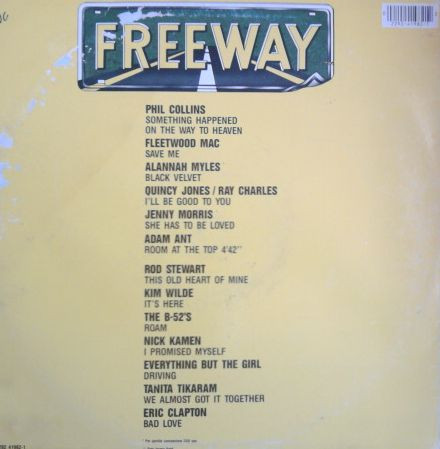 FREEWAY
PHIL COLLINS
SOMETHING HAPPENED
ON THE WAY TO HEAVEN
FLEETWOOD MAC
SAVE ME
ALANNAH MYLES
BLACK VELVET
QUINCY JONES / RAY CHARLES
I'LL BE GOOD TO YOU
JENNY MORRIS
SHE HAS TO BE LOVED
ADAM ANT
ROOM AT THE TOP 4'42"
ROD STEWART
THIS OLD HEART OF MINE
KIM WILDE
IT'S HERE
THE B-52'S
ROAM
NICK KAMEN
I PROMISED MYSELF
EVERYTHING BUT THE GIRL
DRIVING
TANITA TIKARAM
WE ALMOST GOT IT TOGETHER
ERIC CLAPTON
BAD LOVE